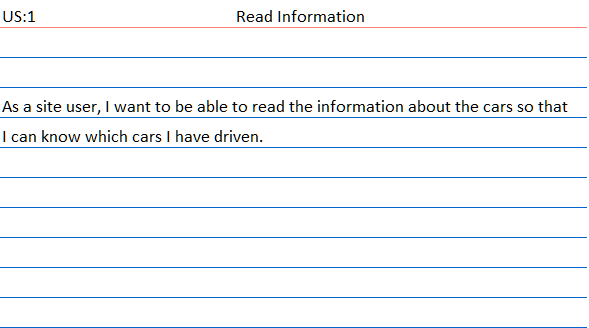 US:1 Read Information
As a site user, I want to be able to read the information about the cars so that
I can know which cars I have driven.